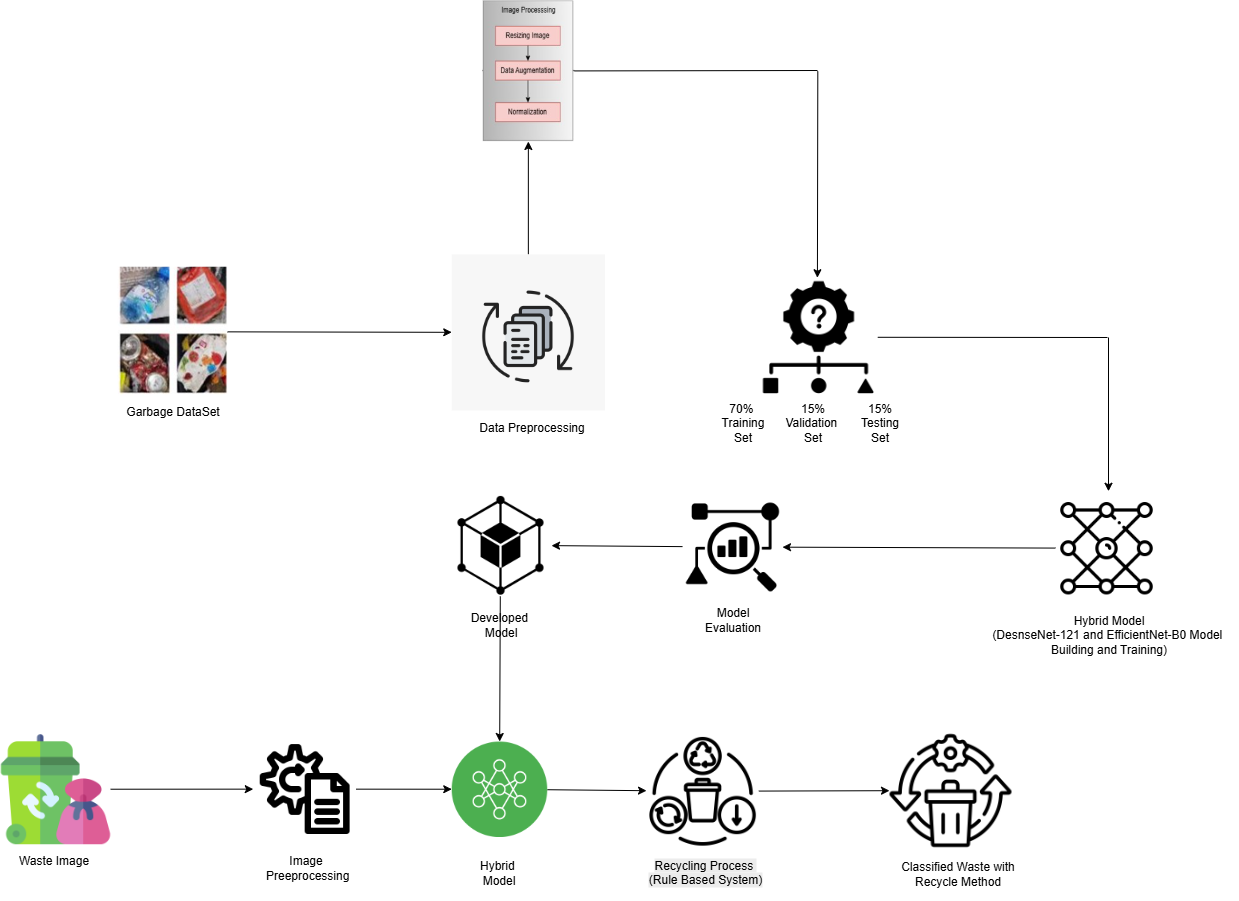 Image Processsing
Resizing Image
Data Augmentation
Normalization
Garbage DataSet
Data Preprocessing
70%
Training
Set
15%
Validation
Set
15%
Testing
Set
Developed
Model
Model
Evaluation
Hybrid Model
(DesnseNet-121 and EfficientNet-B0 Model
Building and Training)
Waste Image
Image
Preeprocessing
Hybrid
Model
Recycling Process
(Rule Based System)
Classified Waste with
Recycle Method